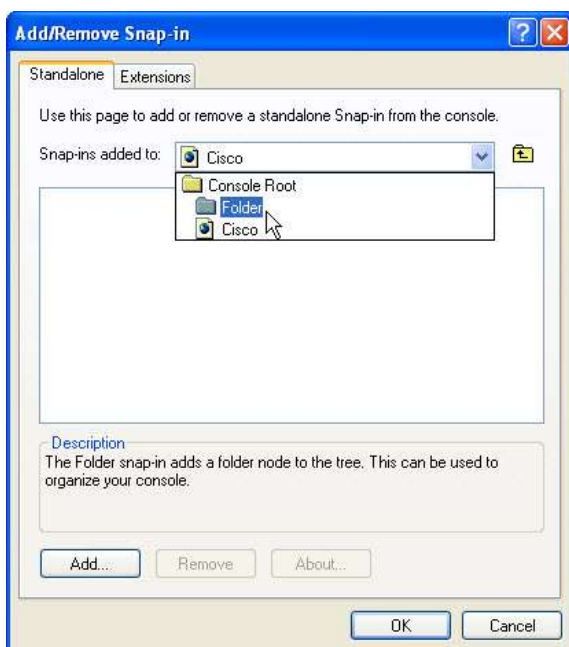 Add/Remove Snap-in
Standalone Extensions
Use this page to add or remove a standalone Snap-in from the console.
Snap-ins added to: Cisco
Console Root
Folder
Cisco
Description
The Folder snap-in adds a folder node to the tree. This can be used to
organize your console.
Add... Remove About...
OK Cancel